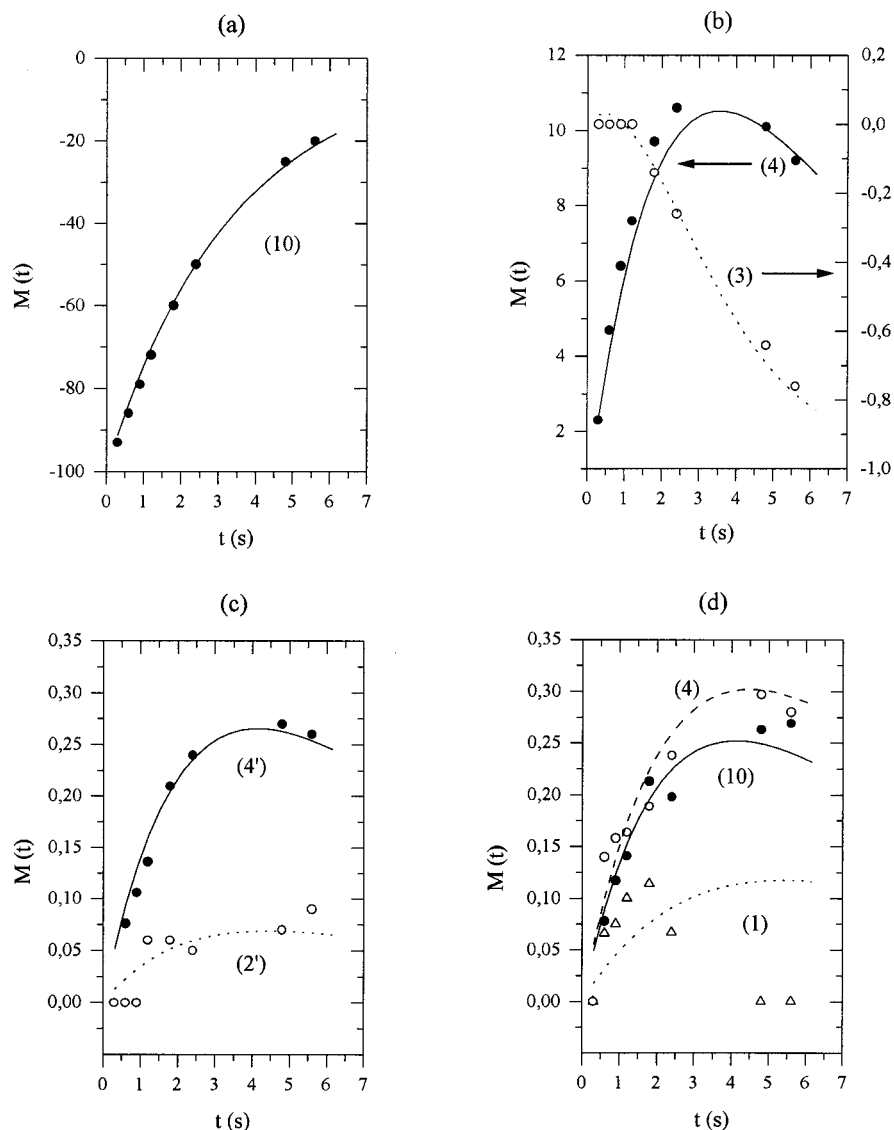 (a)
0
-20
-40
-60
-80
-100
M (t)
(10)
0 1 2 3 4 5 6 7
t (s)
(b)
12
10
8
6
4
2
M (t)
0,2
0,0
-0,2
-0,4
-0,6
-0,8
-1,0
(4)
(3)
0 1 2 3 4 5 6 7
t (s)
(c)
0,35
0,30
0,25
0,20
0,15
0,10
0,05
0,00
M (t)
(4')
(2')
0 1 2 3 4 5 6 7
t (s)
(d)
0,35
0,30
0,25
0,20
0,15
0,10
0,05
0,00
M (t)
(4)
(10)
(1)
0 1 2 3 4 5 6 7
t (s)